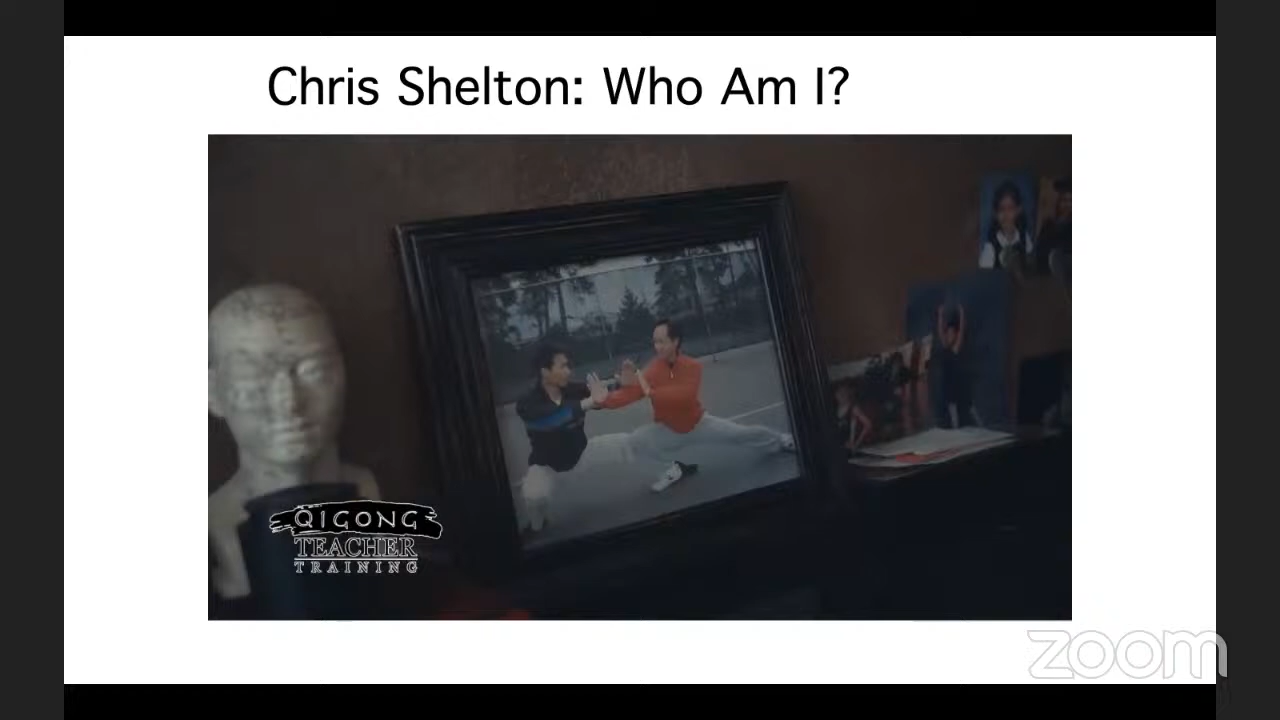 Chris Shelton: Who Am I?
QIGONG
TEACHER
TRAINING
zoom